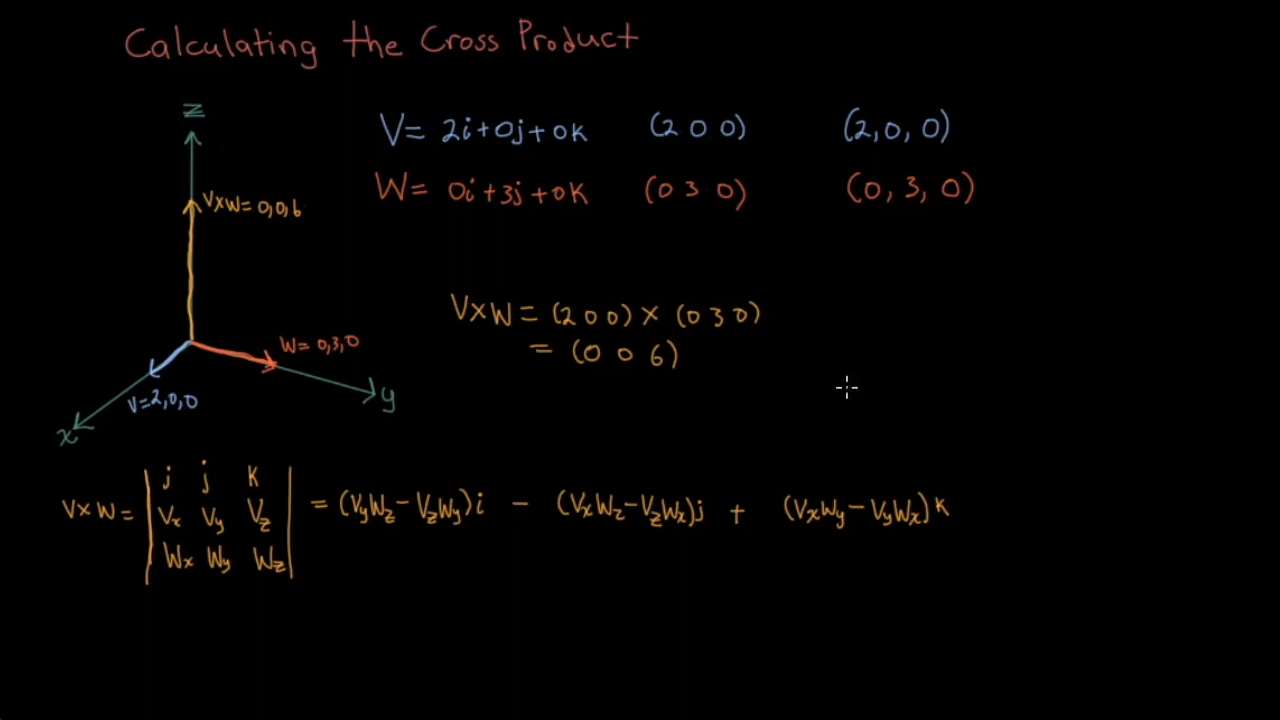 Calculating the Cross Product
Z
V= 2i+0j+0K (2 0 0) (2,0,0)
W= 0i+3j+0K (0 3 0) (0, 3, 0)
VXW=0,0,6
VXW = (2 0 0) × (0 3 0)
= (0 0 6)
W= 0,3,0
V=2,0,0
y
x
j j K
VXW = Vx Vy Vz = (VyWz - VzWy)i - (VxWz - VzWx)j + (VxWy - VyWx)K
Wx Wy Wz